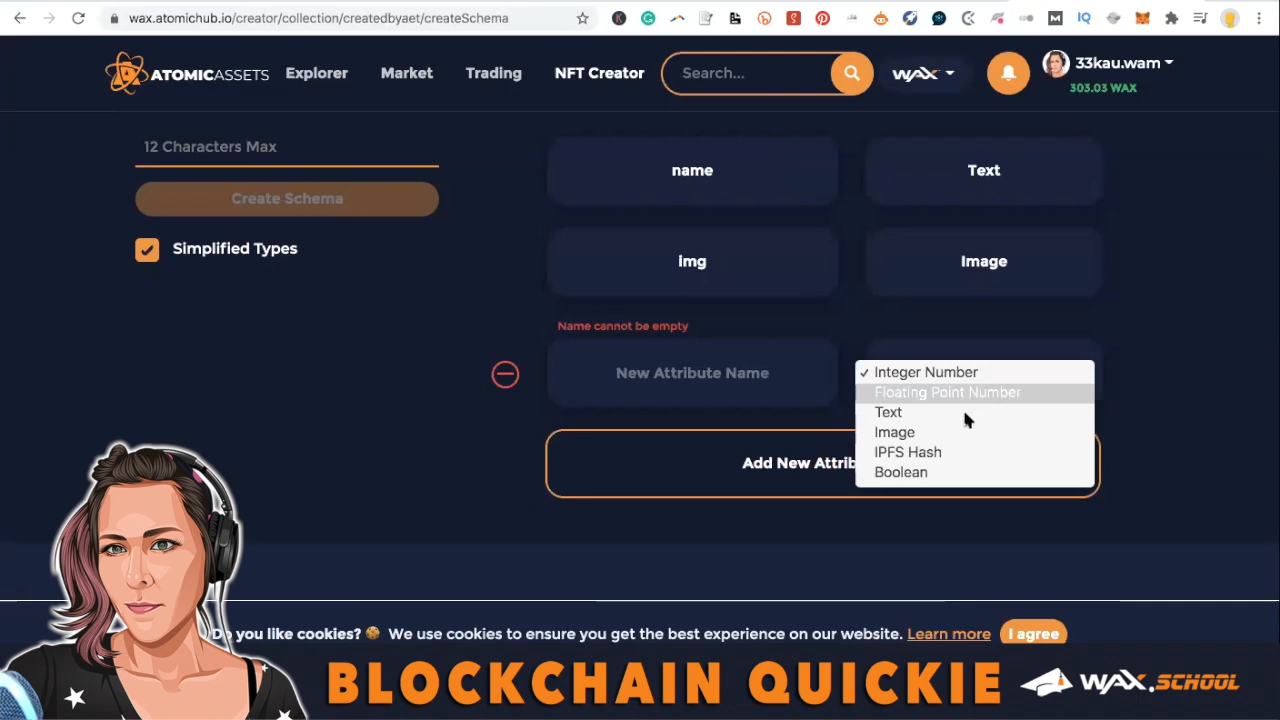 wax.atomichub.io/creator/collection/createdbyaet/createSchema
ATOMICASSETS
Explorer
Market
Trading
NFT Creator
Search...
WAX
33kau.wam
303.03 WAX
12 Characters Max
Create Schema
Simplified Types
name
Text
img
Image
Name cannot be empty
New Attribute Name
✓ Integer Number
Floating Point Number
Text
Image
IPFS Hash
Boolean
Add New Attrib
Do you like cookies? 🍪 We use cookies to ensure you get the best experience on our website. Learn more
I agree
BLOCKCHAIN QUICKIE
WAX.SCHOOL